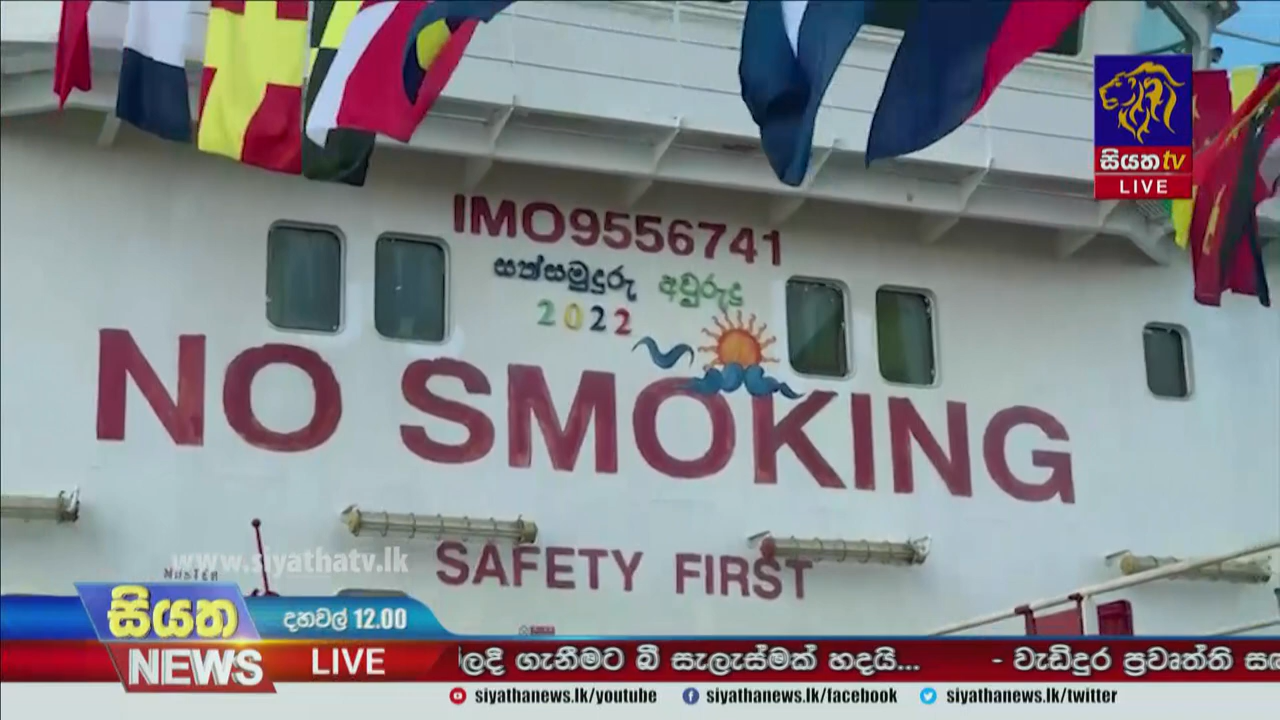 සියත tv
LIVE
IMO9556741
සත්සමුදුරු අවුරුදු
2022
NO SMOKING
SAFETY FIRST
www.siyathatv.lk
සියත
දහවල් 12.00
NEWS
LIVE
ලදී ගැනීමට බී සැලැස්මක් හදයි... - වැඩිදුර ප්‍රවෘත්ති
siyathanews.lk/youtube siyathanews.lk/facebook siyathanews.lk/twitter